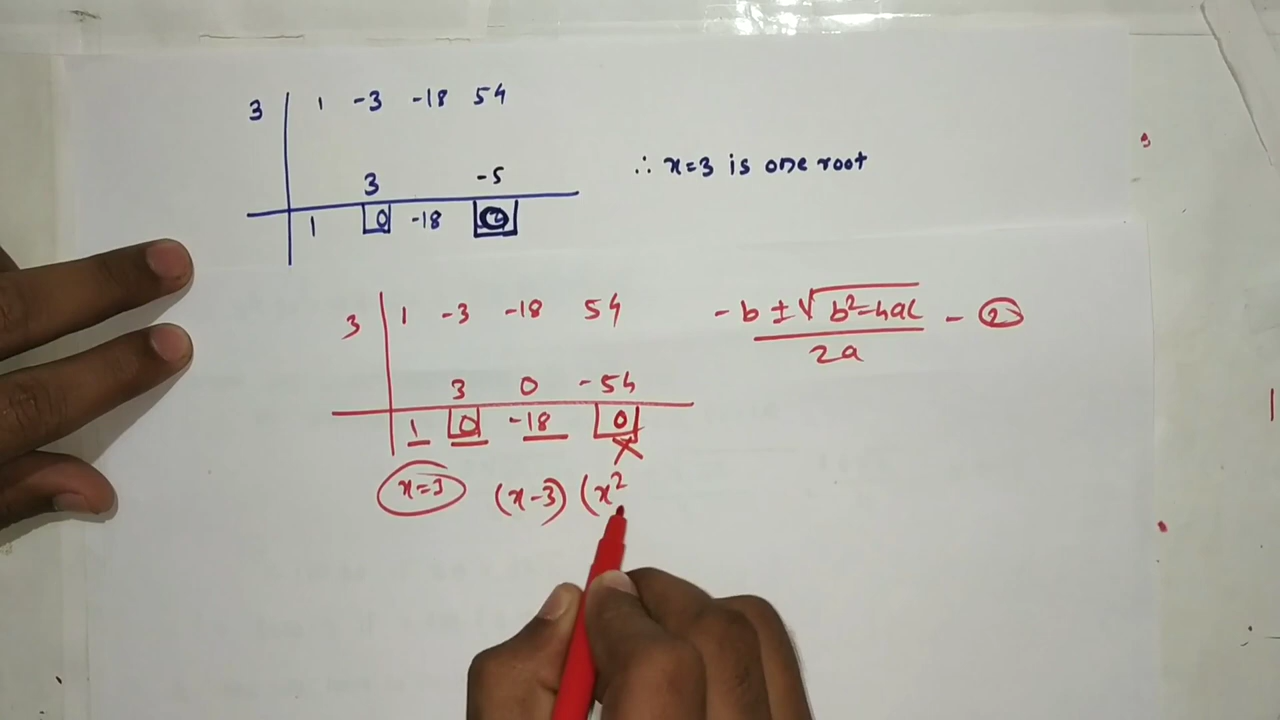 3 | 1 -3 -18 54
3 -5
1 0 -18 0
∴ x=3 is one root
3 | 1 -3 -18 54
3 0 -54
1 0 -18 0
x=3 (x-3) (x²
-b ± √b²-4ac - 2
2a